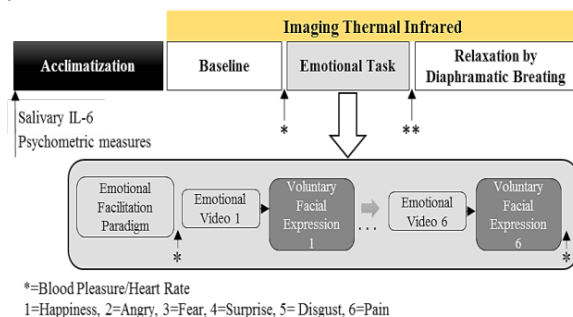 Imaging Thermal Infrared
Acclimatization
Baseline
Emotional Task
Relaxation by
Diaphramatic Breating
Salivary IL-6
Psychometric measures
*
**
Emotional
Facilitation
Paradigm
*
Emotional
Video 1
Voluntary
Facial
Expression
1
...
Emotional
Video 6
Voluntary
Facial
Expression
6
*
*=Blood Pleasure/Heart Rate
1=Happiness, 2=Angry, 3=Fear, 4=Surprise, 5= Disgust, 6=Pain